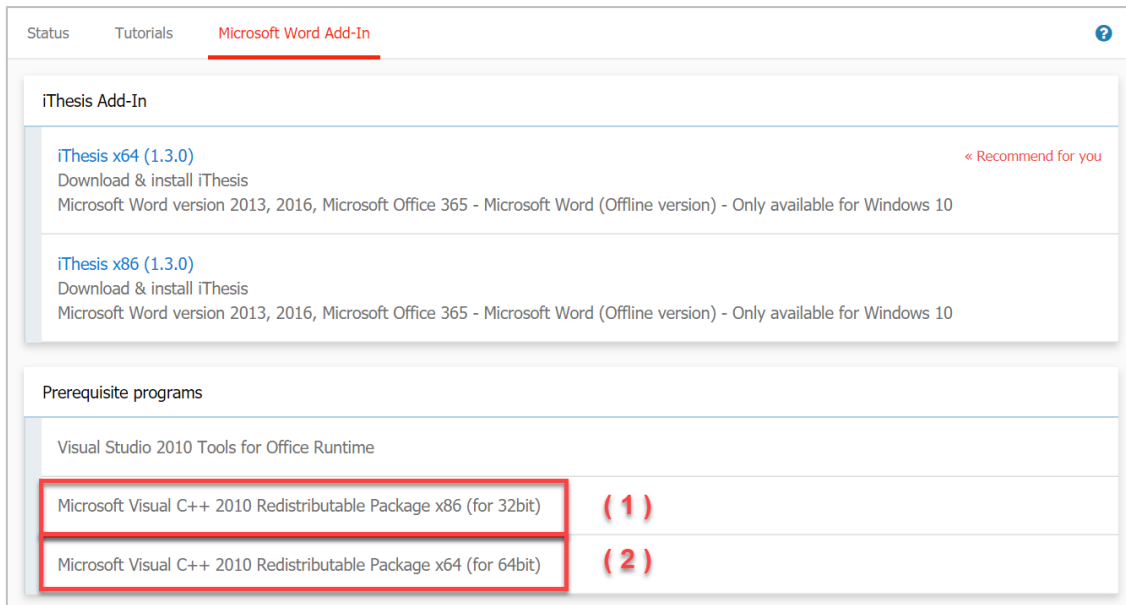 Status Tutorials Microsoft Word Add-In ?
iThesis Add-In
iThesis x64 (1.3.0) « Recommend for you
Download & install iThesis
Microsoft Word version 2013, 2016, Microsoft Office 365 - Microsoft Word (Offline version) - Only available for Windows 10
iThesis x86 (1.3.0)
Download & install iThesis
Microsoft Word version 2013, 2016, Microsoft Office 365 - Microsoft Word (Offline version) - Only available for Windows 10
Prerequisite programs
Visual Studio 2010 Tools for Office Runtime
Microsoft Visual C++ 2010 Redistributable Package x86 (for 32bit) ( 1 )
Microsoft Visual C++ 2010 Redistributable Package x64 (for 64bit) ( 2 )